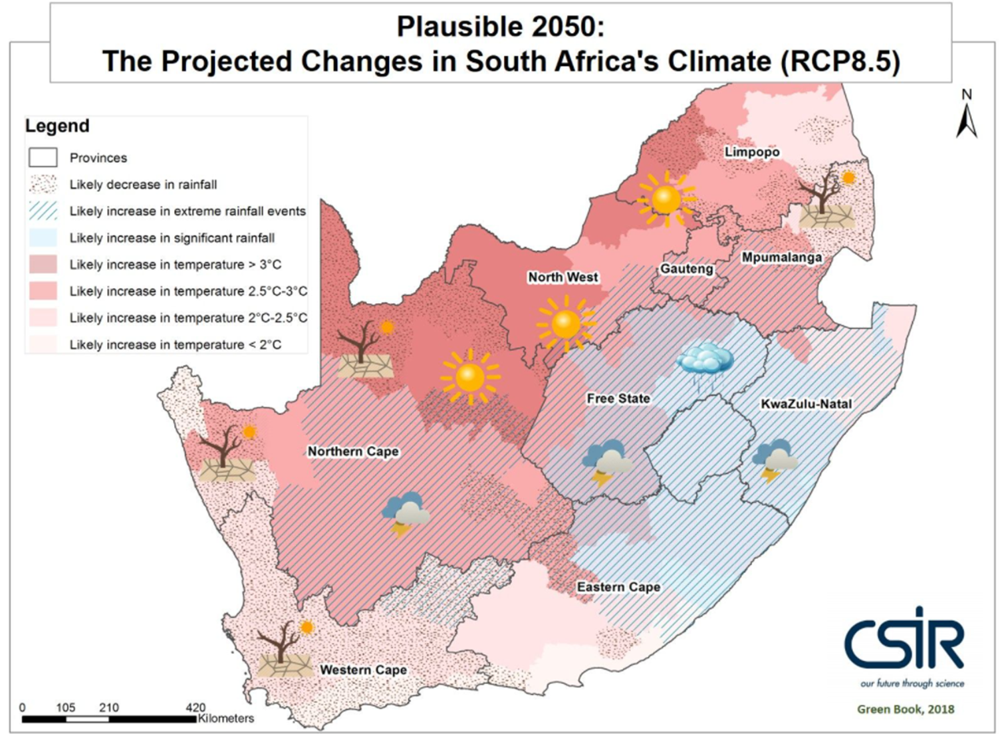 Plausible 2050:
The Projected Changes in South Africa's Climate (RCP8.5)
N
Legend
Provinces
Likely decrease in rainfall
Likely increase in extreme rainfall events
Likely increase in significant rainfall
Likely increase in temperature > 3°C
Likely increase in temperature 2.5°C-3°C
Likely increase in temperature 2°C-2.5°C
Likely increase in temperature < 2°C
Limpopo
Mpumalanga
Gauteng
North West
Free State
KwaZulu-Natal
Northern Cape
Eastern Cape
Western Cape
CSIR
our future through science
Green Book, 2018
0 105 210 420
Kilometers